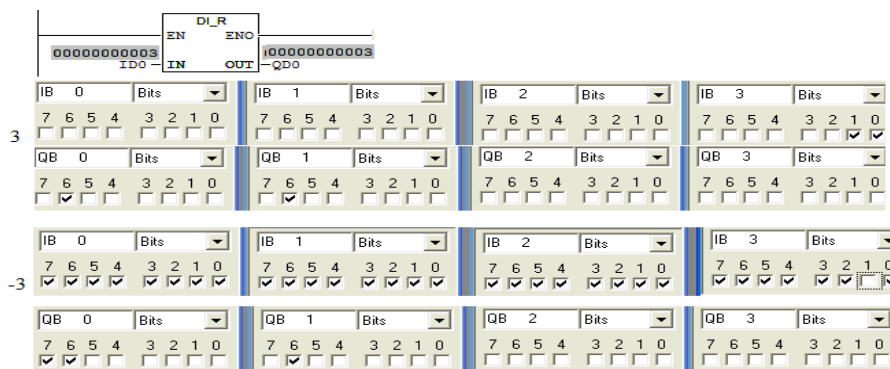 DI_R
EN ENO
00000000003 00000000003
ID0 IN OUT QD0
IB 0 Bits IB 1 Bits IB 2 Bits IB 3 Bits
7 6 5 4 3 2 1 0 7 6 5 4 3 2 1 0 7 6 5 4 3 2 1 0 7 6 5 4 3 2 1 0
3
QB 0 Bits QB 1 Bits QB 2 Bits QB 3 Bits
7 6 5 4 3 2 1 0 7 6 5 4 3 2 1 0 7 6 5 4 3 2 1 0 7 6 5 4 3 2 1 0
IB 0 Bits IB 1 Bits IB 2 Bits IB 3 Bits
7 6 5 4 3 2 1 0 7 6 5 4 3 2 1 0 7 6 5 4 3 2 1 0 7 6 5 4 3 2 1 0
-3
QB 0 Bits QB 1 Bits QB 2 Bits QB 3 Bits
7 6 5 4 3 2 1 0 7 6 5 4 3 2 1 0 7 6 5 4 3 2 1 0 7 6 5 4 3 2 1 0